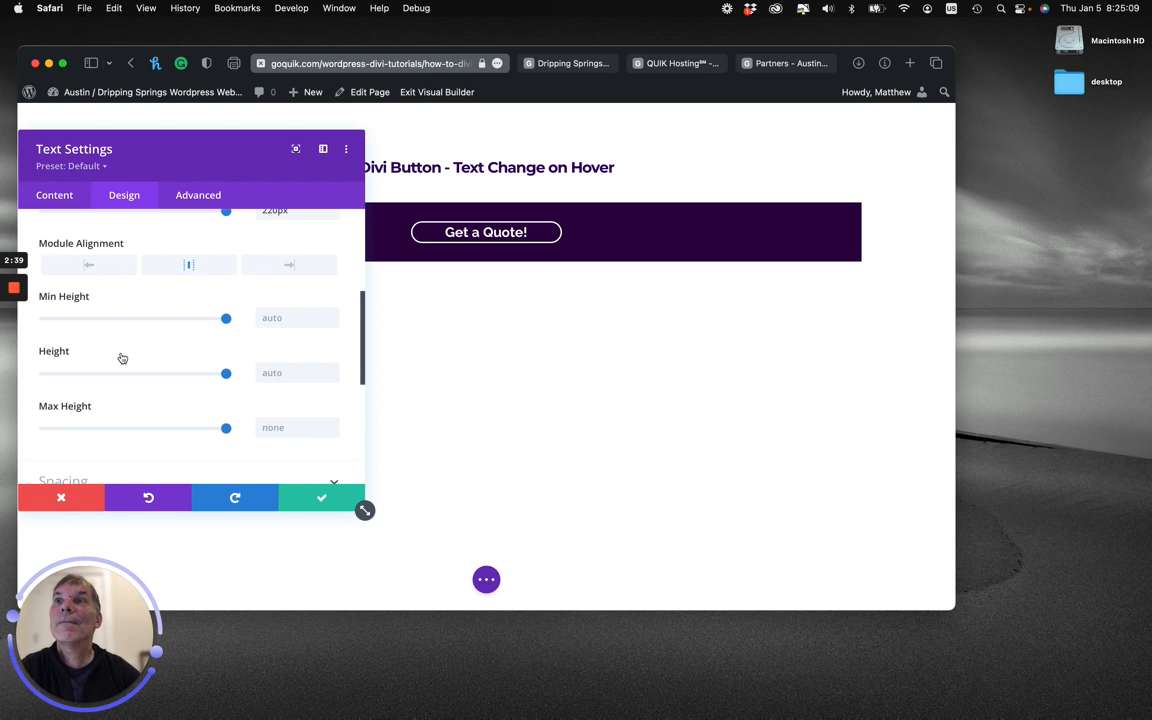 Safari File Edit View History Bookmarks Develop Window Help Debug US Thu Jan 5 8:25:09
Macintosh HD
desktop
goquik.com/wordpress-divi-tutorials/how-to-divi Dripping Springs... QUIK Hosting℠ -... Partners - Austin...
Austin / Dripping Springs Wordpress Web... 0 New Edit Page Exit Visual Builder Howdy, Matthew
Text Settings
Preset: Default
Content Design Advanced
Divi Button - Text Change on Hover
220px
Get a Quote!
Module Alignment
2:39
Min Height
auto
Height
auto
Max Height
none
Spacing